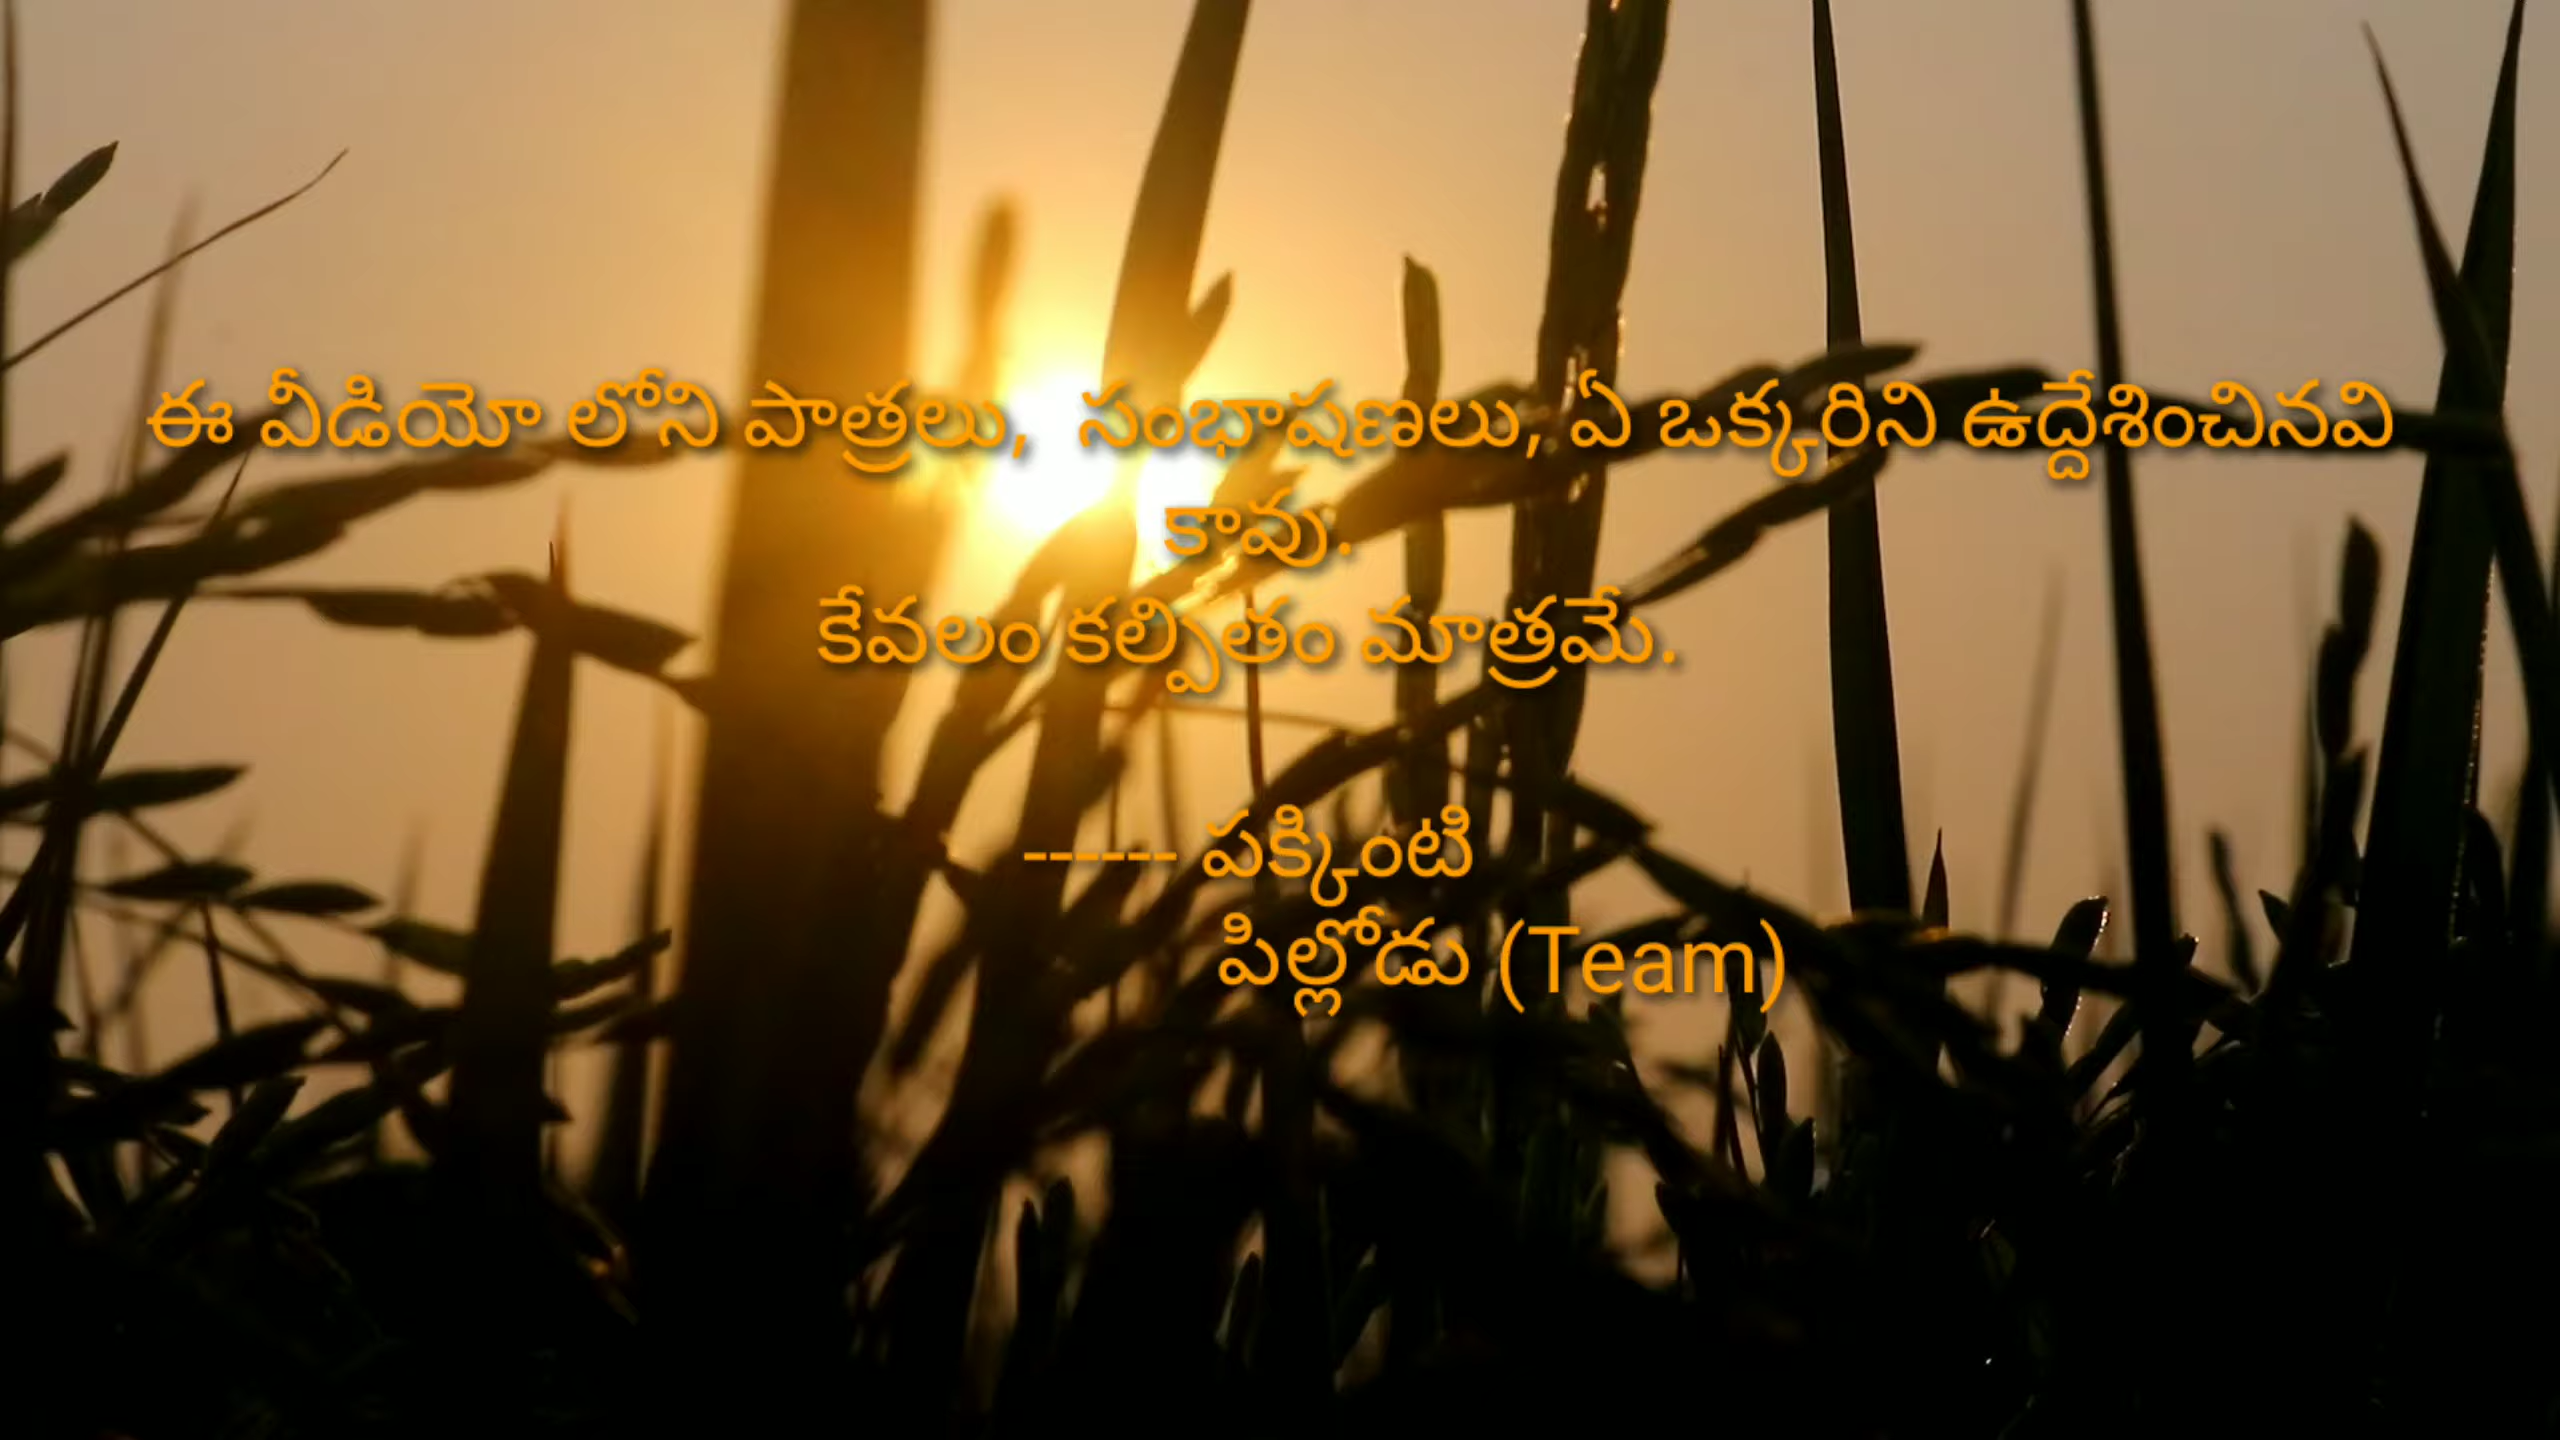 ఈ వీడియో లోని పాత్రలు, సంభాషణలు, ఏ ఒక్కరిని ఉద్దేశించినవి
కావు.
కేవలం కల్పితం మాత్రమే.
------ పక్కింటి
పిల్లోడు (Team)